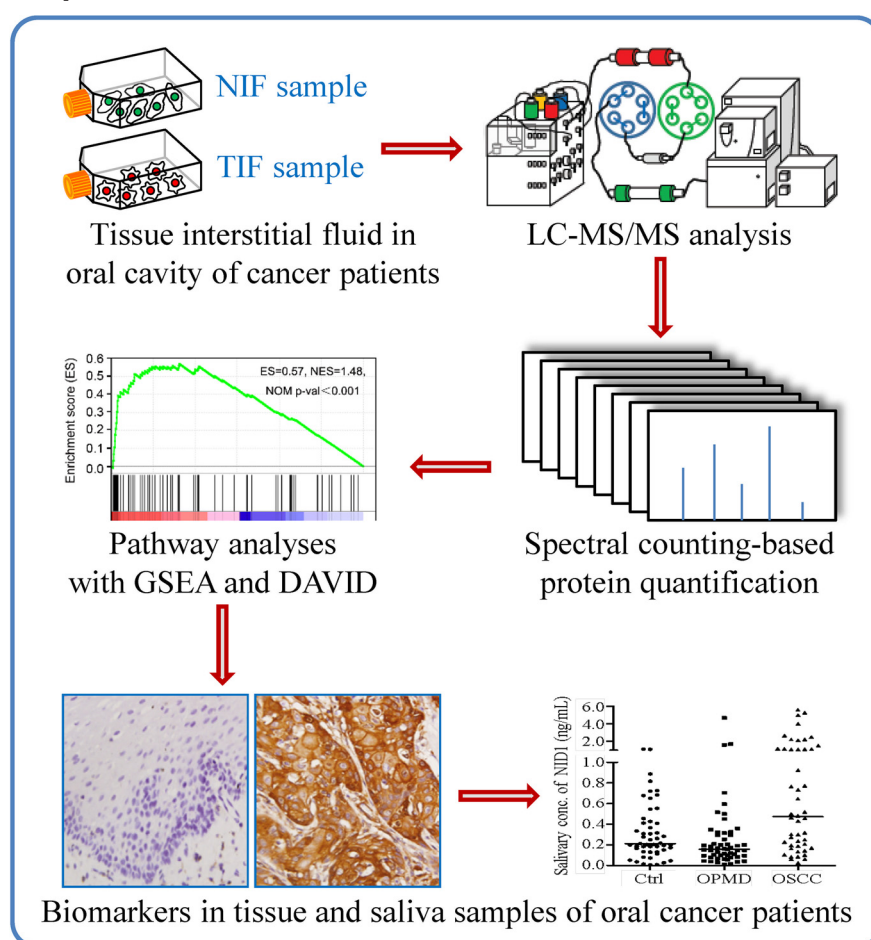 NIF sample
TIF sample
Tissue interstitial fluid in
oral cavity of cancer patients
LC-MS/MS analysis
Enrichment score (ES)
0.6
0.5
0.4
0.3
0.2
0.1
0.0
ES=0.57, NES=1.48,
NOM p-val<0.001
Pathway analyses
with GSEA and DAVID
Spectral counting-based
protein quantification
Salivary conc. of NID1 (ng/mL)
6.0
4.0
2.0
1.0
0.8
0.6
0.4
0.2
0.0
Ctrl OPMD OSCC
Biomarkers in tissue and saliva samples of oral cancer patients